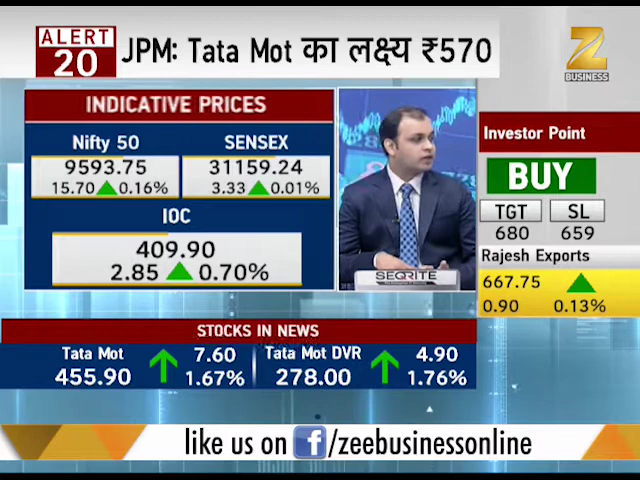 ALERT
20
JPM: Tata Mot का लक्ष्य ₹570
Z
BUSINESS
INDICATIVE PRICES
Nifty 50
9593.75
15.70 0.16%
SENSEX
31159.24
3.33 0.01%
IOC
409.90
2.85 0.70%
SEQRITE
Investor Point
BUY
TGT
680
SL
659
Rajesh Exports
667.75
0.90 0.13%
STOCKS IN NEWS
Tata Mot
455.90
7.60
1.67%
Tata Mot DVR
278.00
4.90
1.76%
like us on f/zeebusinessonline